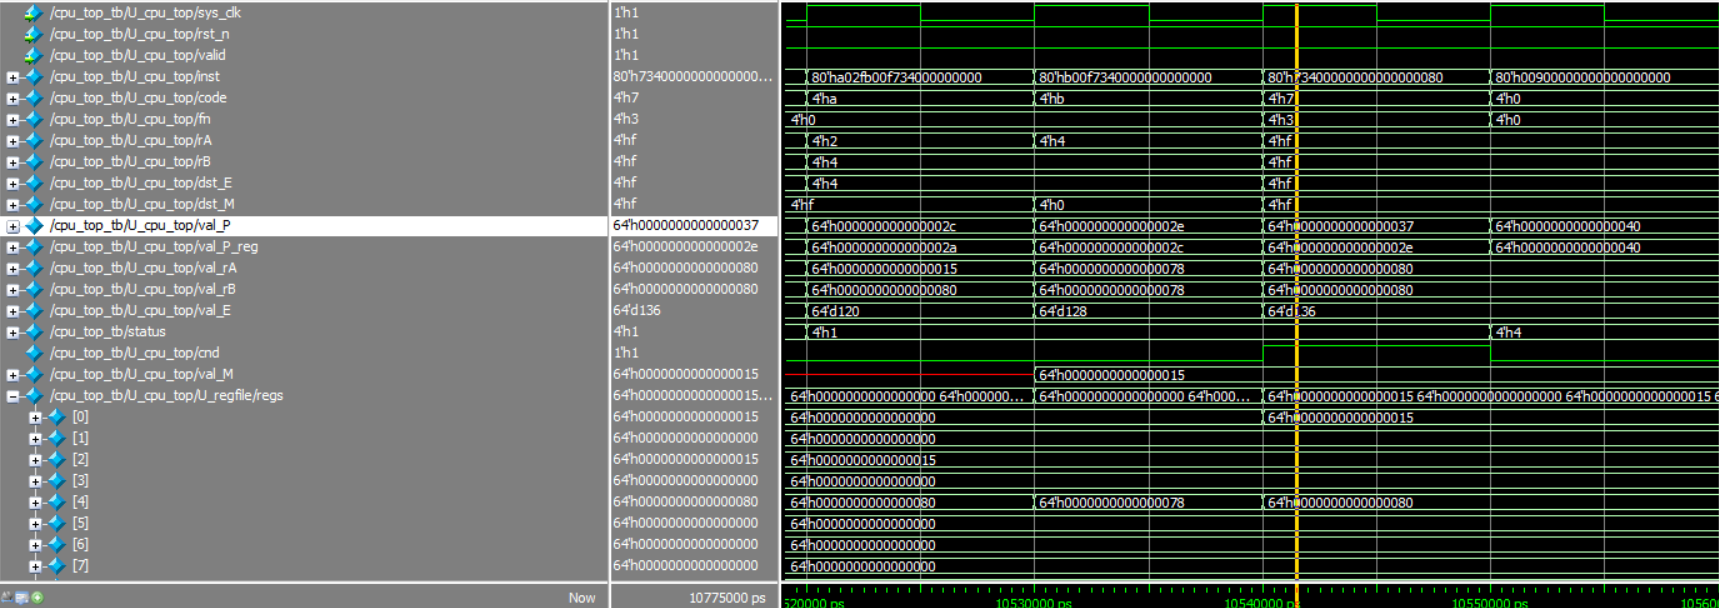 /cpu_top_tb/U_cpu_top/sys_clk 1'h1
/cpu_top_tb/U_cpu_top/rst_n 1'h1
/cpu_top_tb/U_cpu_top/valid 1'h1
/cpu_top_tb/U_cpu_top/inst 80'h7340000000000000... 80'ha02fb00f734000000000 80'hb00f7340000000000000 80'h73400000000000000080 80'h00900000000000000000
/cpu_top_tb/U_cpu_top/code 4'h7 4'ha 4'hb 4'h7 4'h0
/cpu_top_tb/U_cpu_top/fn 4'h3 4'h0 4'h3 4'h0
/cpu_top_tb/U_cpu_top/rA 4'hf 4'h2 4'h4 4'hf
/cpu_top_tb/U_cpu_top/rB 4'hf 4'h4 4'hf
/cpu_top_tb/U_cpu_top/dst_E 4'hf 4'h4 4'hf
/cpu_top_tb/U_cpu_top/dst_M 4'hf 4'hf 4'h0 4'hf
/cpu_top_tb/U_cpu_top/val_P 64'h0000000000000037 64'h000000000000002c 64'h000000000000002e 64'h0000000000000037 64'h0000000000000040
/cpu_top_tb/U_cpu_top/val_P_reg 64'h000000000000002e 64'h000000000000002a 64'h000000000000002c 64'h000000000000002e 64'h0000000000000040
/cpu_top_tb/U_cpu_top/val_rA 64'h0000000000000080 64'h0000000000000015 64'h0000000000000078 64'h0000000000000080
/cpu_top_tb/U_cpu_top/val_rB 64'h0000000000000080 64'h0000000000000080 64'h0000000000000078 64'h0000000000000080
/cpu_top_tb/U_cpu_top/val_E 64'd136 64'd120 64'd128 64'd136
/cpu_top_tb/status 4'h1 4'h1 4'h4
/cpu_top_tb/U_cpu_top/cnd 1'h1
/cpu_top_tb/U_cpu_top/val_M 64'h0000000000000015 64'h0000000000000015
/cpu_top_tb/U_cpu_top/U_regfile/regs 64'h0000000000000015... 64'h0000000000000000 64'h000000... 64'h0000000000000000 64'h000... 64'h0000000000000015 64'h0000000000000000 64'h0000000000000015 6
[0] 64'h0000000000000015 64'h0000000000000000 64'h0000000000000015
[1] 64'h0000000000000000 64'h0000000000000000
[2] 64'h0000000000000015 64'h0000000000000015
[3] 64'h0000000000000000 64'h0000000000000000
[4] 64'h0000000000000080 64'h0000000000000080 64'h0000000000000078 64'h0000000000000080
[5] 64'h0000000000000000 64'h0000000000000000
[6] 64'h0000000000000000 64'h0000000000000000
[7] 64'h0000000000000000 64'h0000000000000000
Now 10775000 ps 520000 ps 10530000 ps 10540000 ps 10550000 ps 10560